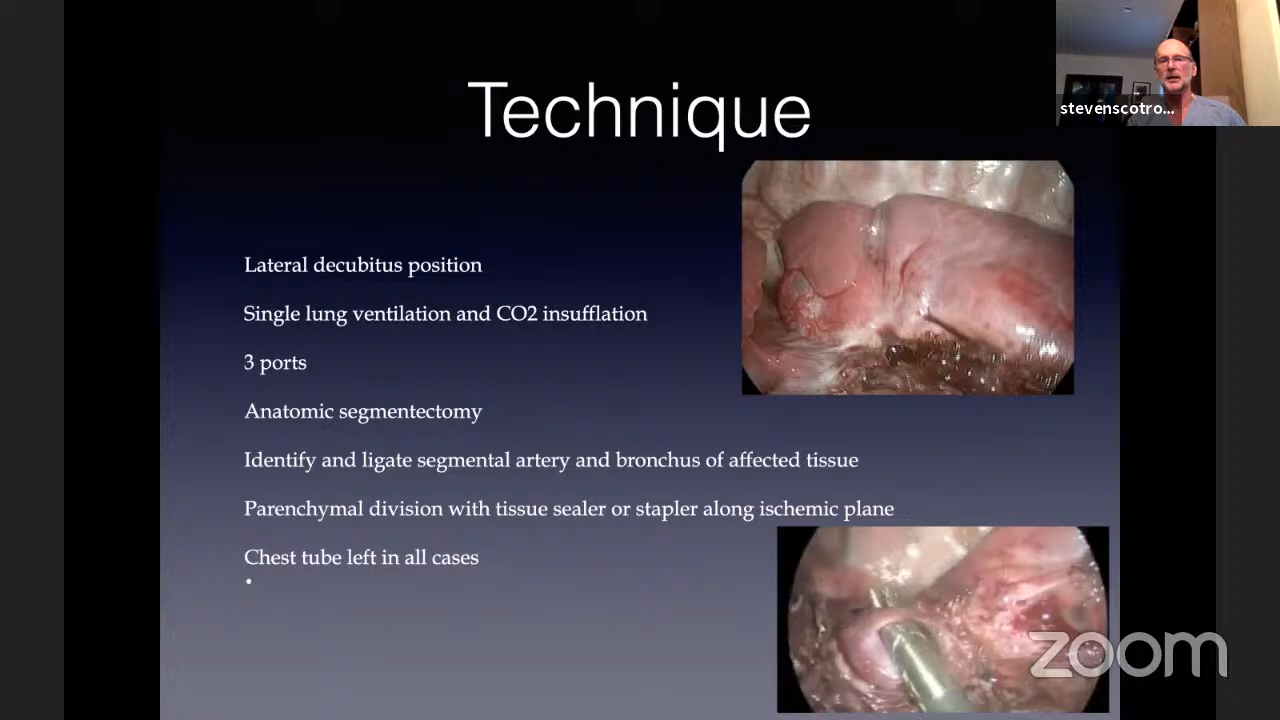 Technique
stevenscotro...
Lateral decubitus position
Single lung ventilation and CO2 insufflation
3 ports
Anatomic segmentectomy
Identify and ligate segmental artery and bronchus of affected tissue
Parenchymal division with tissue sealer or stapler along ischemic plane
Chest tube left in all cases
•
zoom